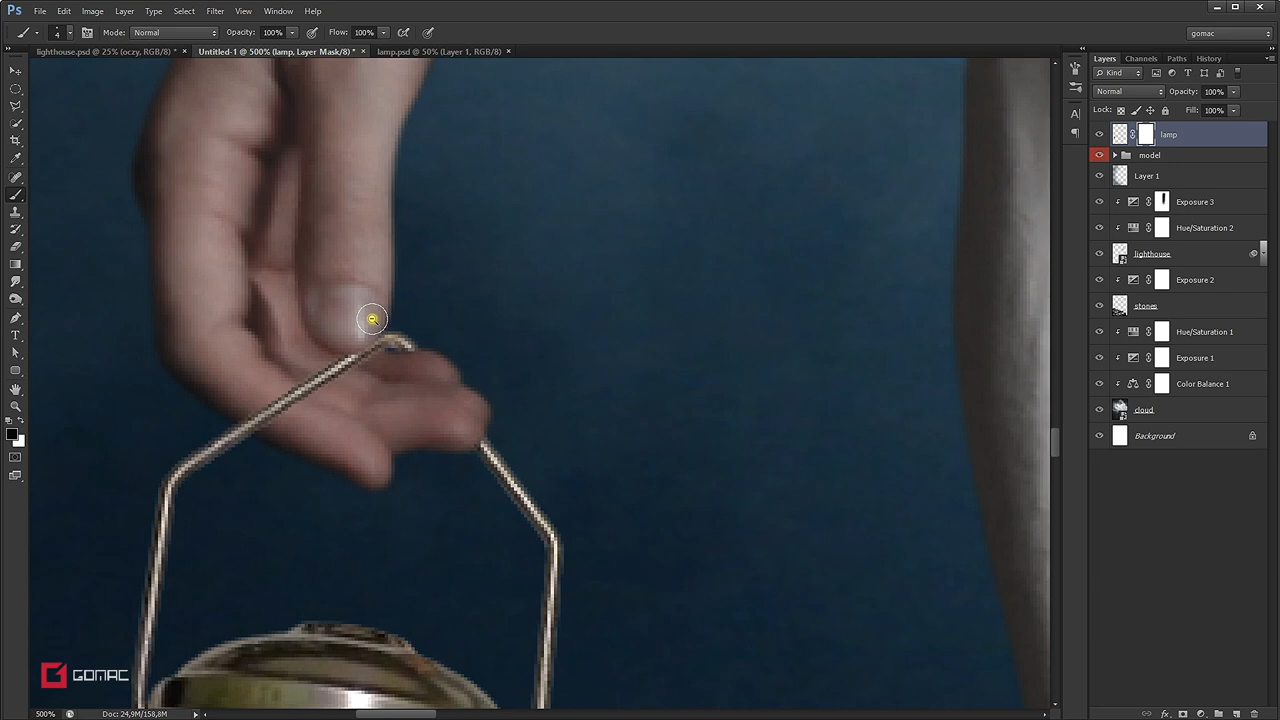 Ps File Edit Image Layer Type Select Filter View Window Help
4 Mode: Normal Opacity: 100% Flow: 100% gomac
lighthouse.psd @ 25% (oczy, RGB/8) * × Untitled-1 @ 500% (lamp, Layer Mask/8) * × lamp.psd @ 50% (Layer 1, RGB/8) ×
Layers Channels Paths History
Kind
Normal Opacity: 100%
Lock: Fill: 100%
lamp
model
Layer 1
Exposure 3
Hue/Saturation 2
lighthouse
Exposure 2
stones
Hue/Saturation 1
Exposure 1
Color Balance 1
cloud
Background
GOMAC
500% Doc: 24,9M/158,8M